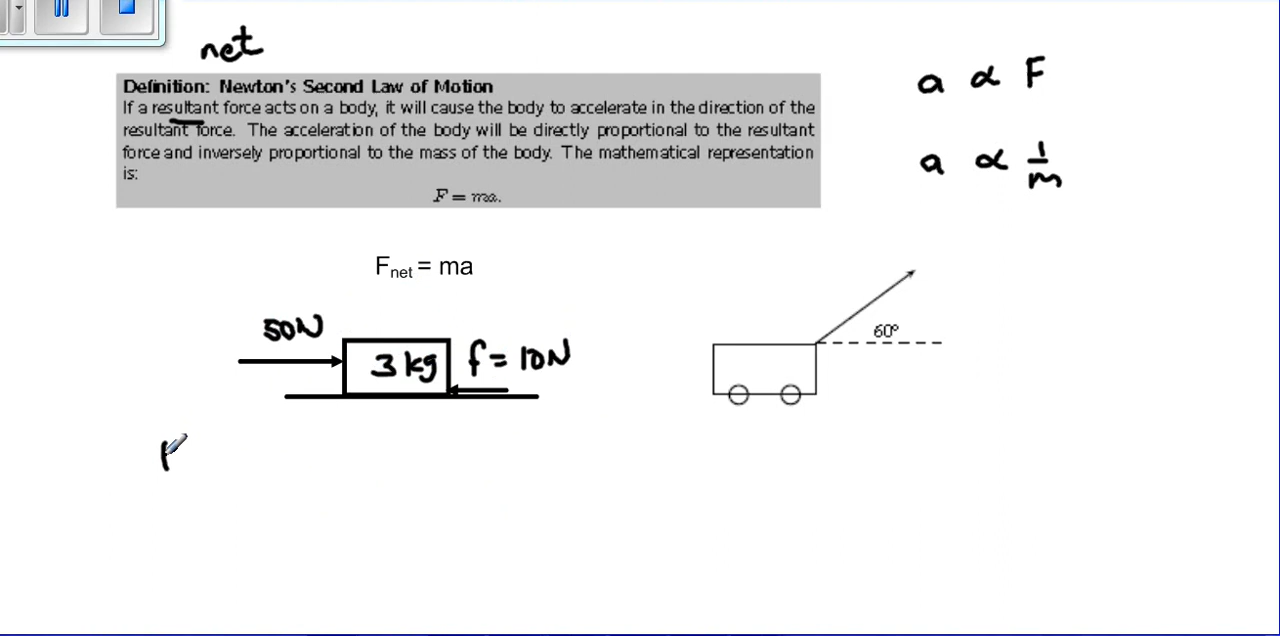 net
Definition: Newton's Second Law of Motion
If a resultant force acts on a body, it will cause the body to accelerate in the direction of the
resultant force. The acceleration of the body will be directly proportional to the resultant
force and inversely proportional to the mass of the body. The mathematical representation
is:
F = ma.
a ∝ F
a ∝ 1/m
Fnet = ma
50N
3 kg
f = 10N
60°